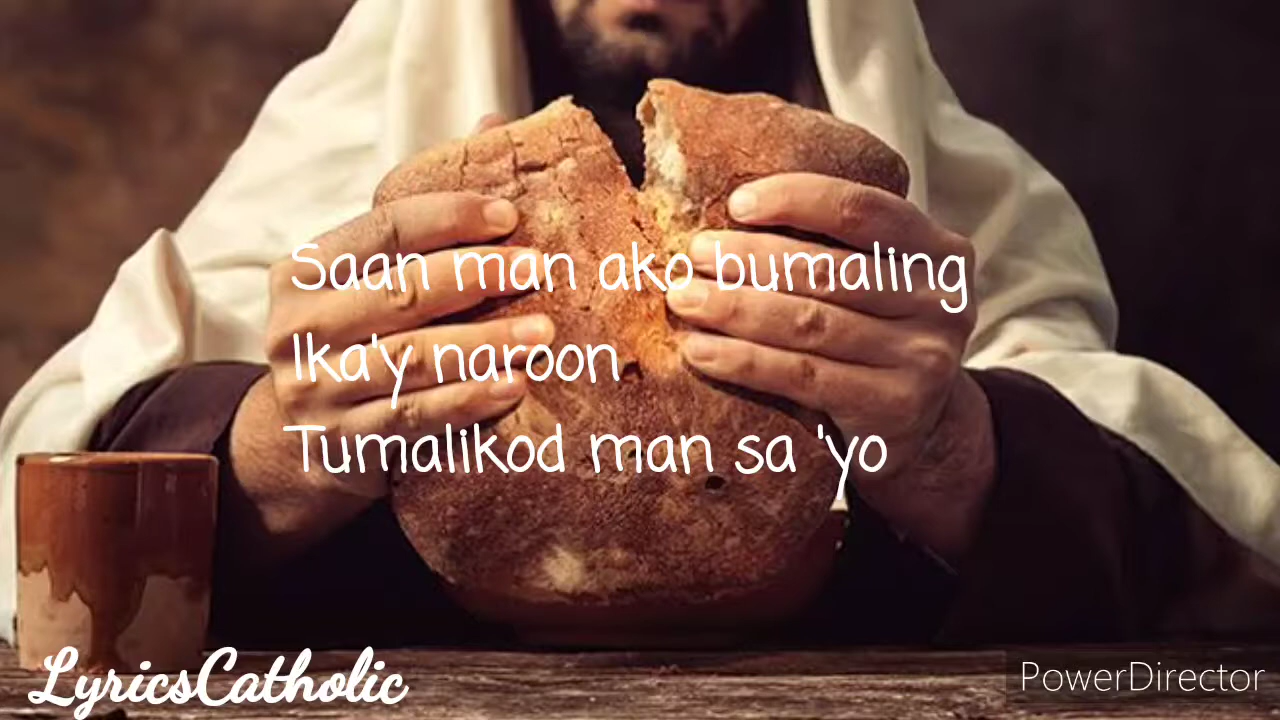 Saan man ako bumaling
Ika'y naroon
Tumalikod man sa 'yo
LyricsCatholic
PowerDirector